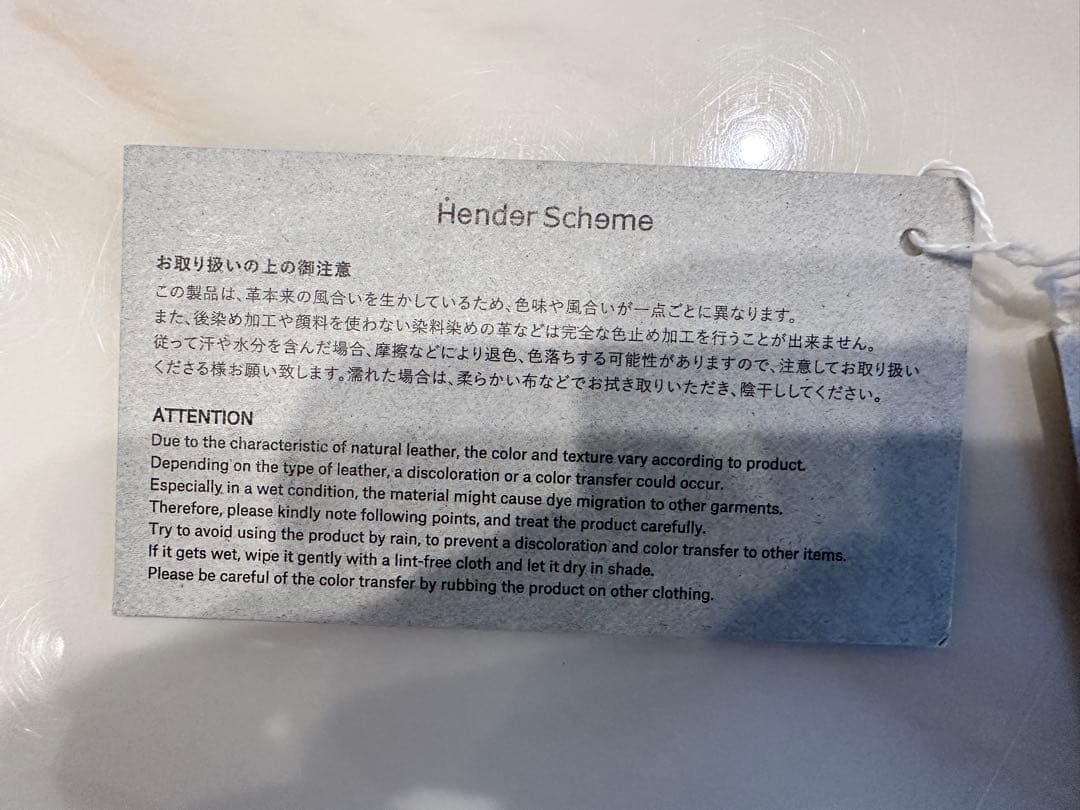 Hender Scheme
お取り扱いの上の御注意
この製品は、革本来の風合いを生かしているため、色味や風合いが一点ごとに異なります。
また、後染め加工や顔料を使わない染料染めの革などは完全な色止め加工を行うことが出来ません。
従って汗や水分を含んだ場合、摩擦などにより退色、色落ちする可能性がありますので、注意してお取り扱い
くださる様お願い致します。濡れた場合は、柔らかい布などでお拭き取りいただき、陰干ししてください。
ATTENTION
Due to the characteristic of natural leather, the color and texture vary according to product.
Depending on the type of leather, a discoloration or a color transfer could occur.
Especially in a wet condition, the material might cause dye migration to other garments.
Therefore, please kindly note following points, and treat the product carefully.
Try to avoid using the product by rain, to prevent a discoloration and color transfer to other items.
If it gets wet, wipe it gently with a lint-free cloth and let it dry in shade.
Please be careful of the color transfer by rubbing the product on other clothing.